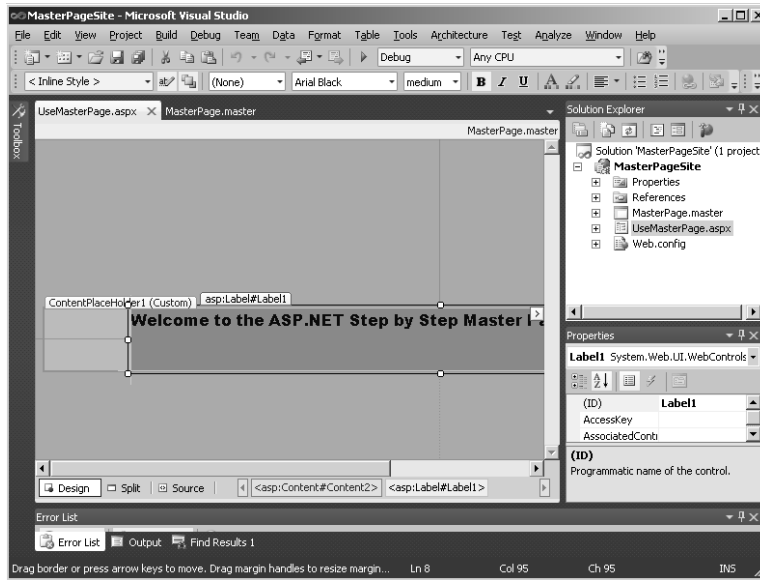 MasterPageSite - Microsoft Visual Studio
File Edit View Project Build Debug Team Data Format Table Tools Architecture Test Analyze Window Help
Debug Any CPU
< Inline Style > (None) Arial Black medium B I U A
Toolbox
UseMasterPage.aspx MasterPage.master
MasterPage.master
ContentPlaceHolder1 (Custom) asp:Label#Label1
Welcome to the ASP.NET Step by Step Master Pa
Design Split Source <asp:Content#Content2> <asp:Label#Label1>
Solution Explorer
Solution 'MasterPageSite' (1 project
MasterPageSite
Properties
References
MasterPage.master
UseMasterPage.aspx
Web.config
Properties
Label1 System.Web.UI.WebControls
(ID) Label1
AccessKey
AssociatedContr
(ID)
Programmatic name of the control.
Error List
Error List Output Find Results 1
Drag border or press arrow keys to move. Drag margin handles to resize margin... Ln 8 Col 95 Ch 95 INS